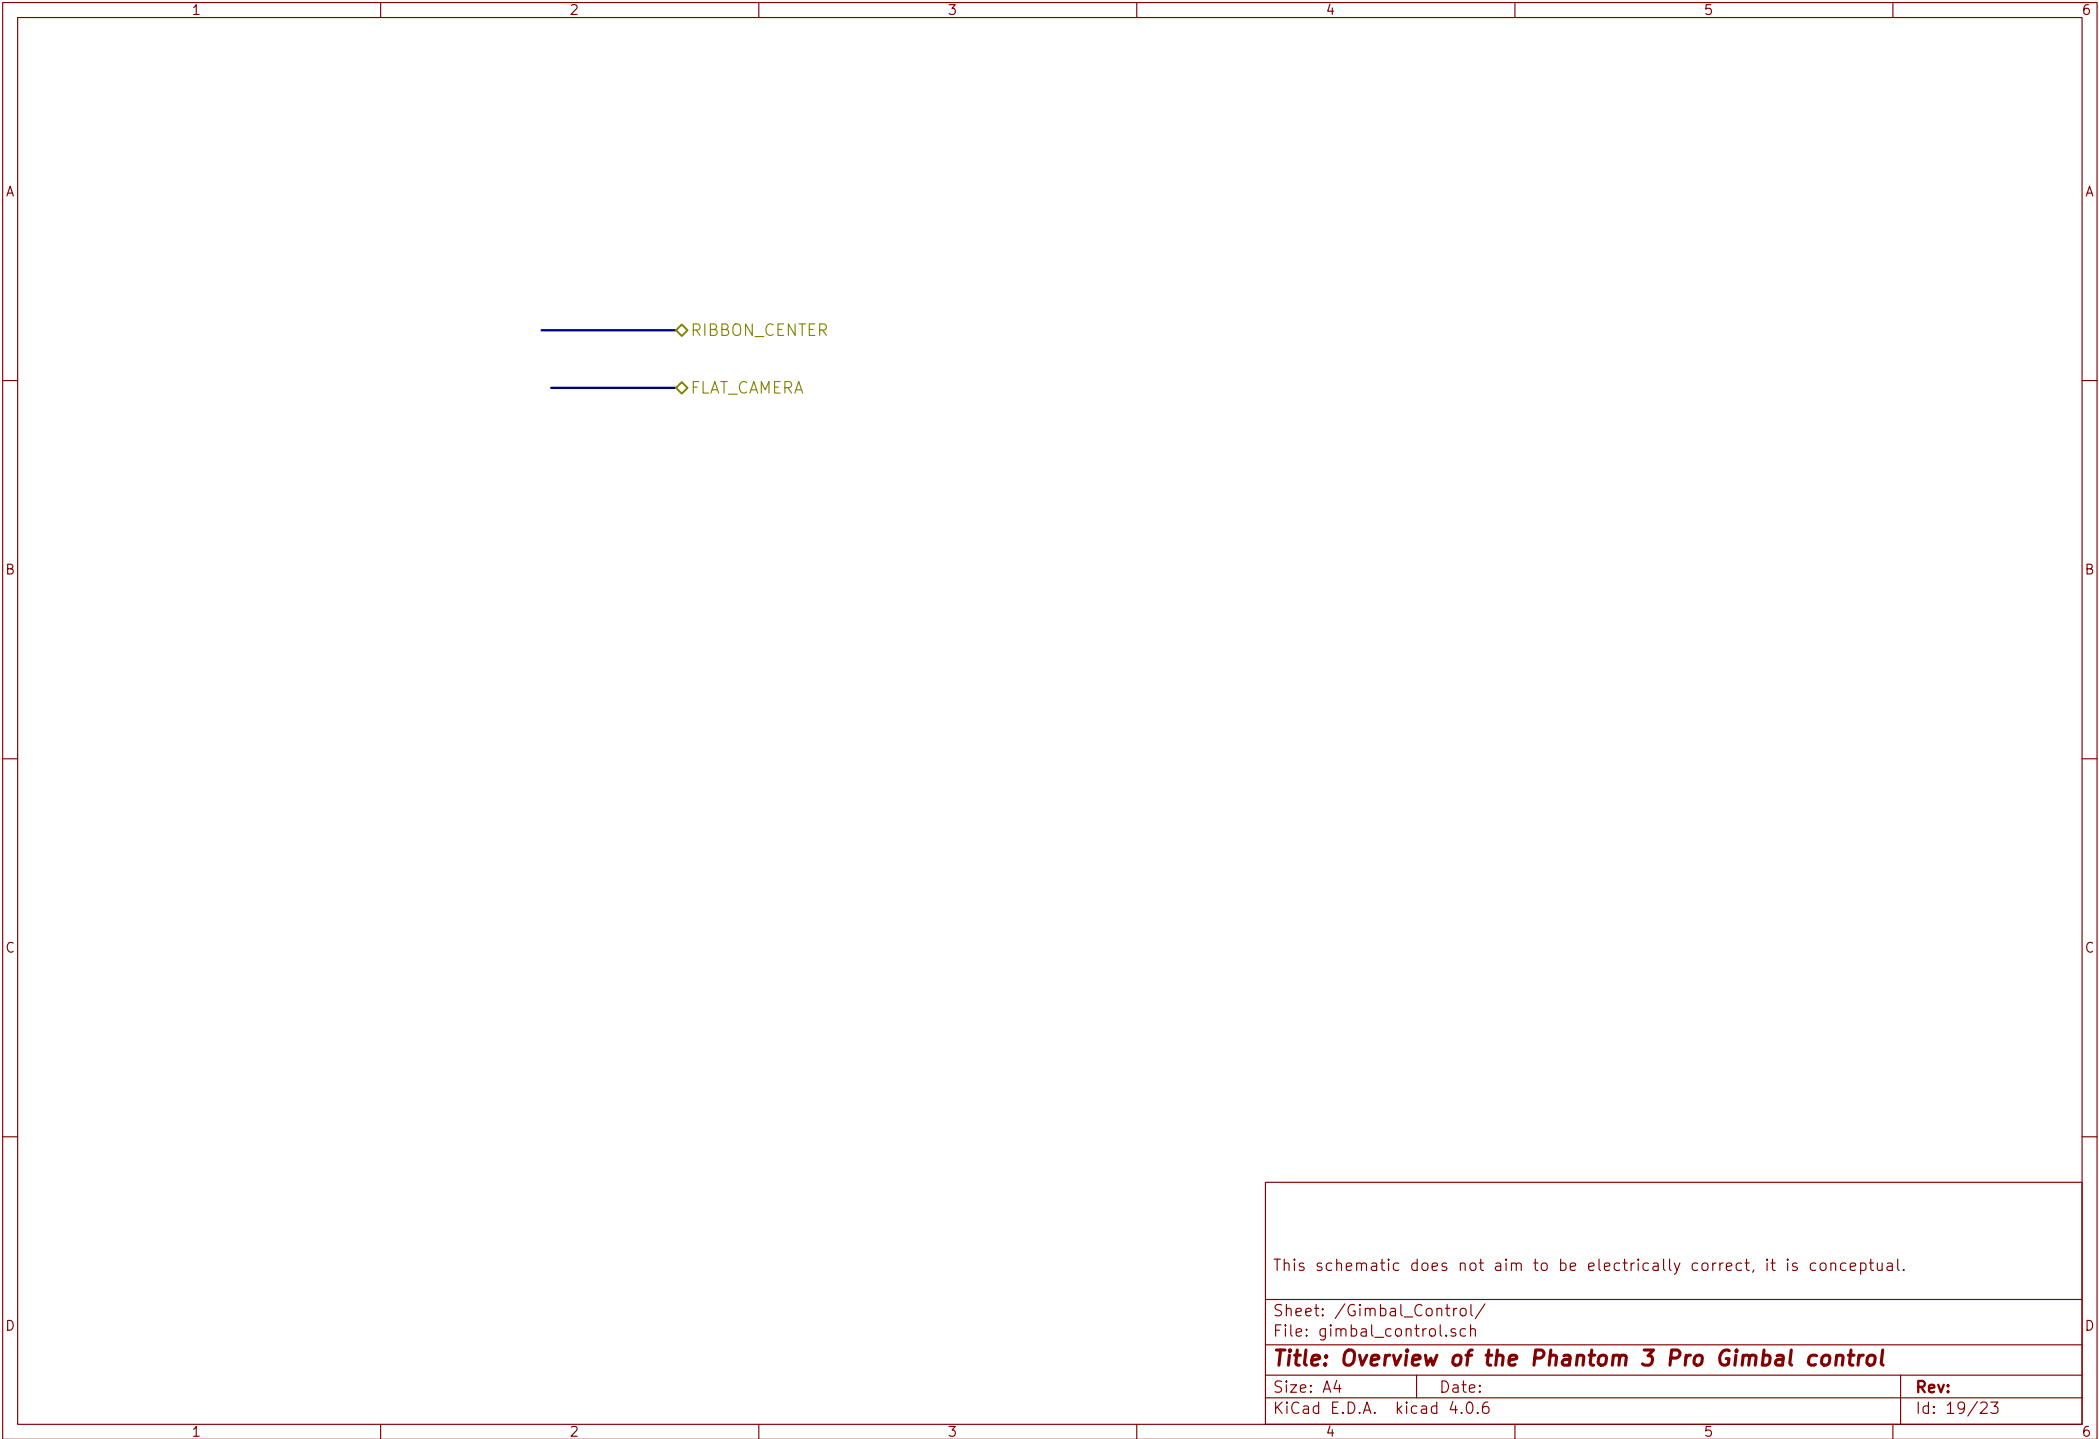 1 2 3 4 5 6
A A
RIBBON_CENTER
FLAT_CAMERA
B B
C C
This schematic does not aim to be electrically correct, it is conceptual.
Sheet: /Gimbal_Control/
File: gimbal_control.sch
D D
Title: Overview of the Phantom 3 Pro Gimbal control
Size: A4 Date: Rev:
KiCad E.D.A. kicad 4.0.6 Id: 19/23
1 2 3 4 5 6